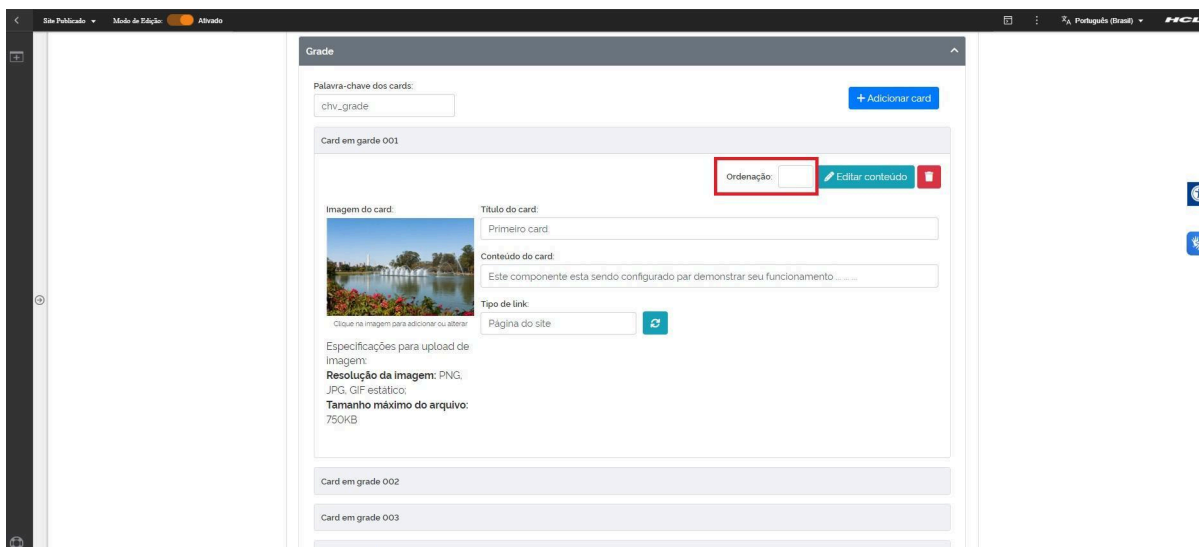 Site Publicado
Modo de Edição:
Ativado
Português (Brasil)
HCL
Grade
Palavra-chave dos cards:
chv_grade
+ Adicionar card
Card em garde 001
Ordenação:
Editar conteúdo
Imagem do card:
Título do card:
Primeiro card
Conteúdo do card:
Este componente esta sendo configurado par demonstrar seu funcionamento.... ... ...
Tipo de link:
Página do site
Clique na imagem para adicionar ou alterar
Especificações para upload de
imagem:
Resolução da imagem: PNG,
JPG, GIF estático;
Tamanho máximo do arquivo:
750KB
Card em grade 002
Card em grade 003